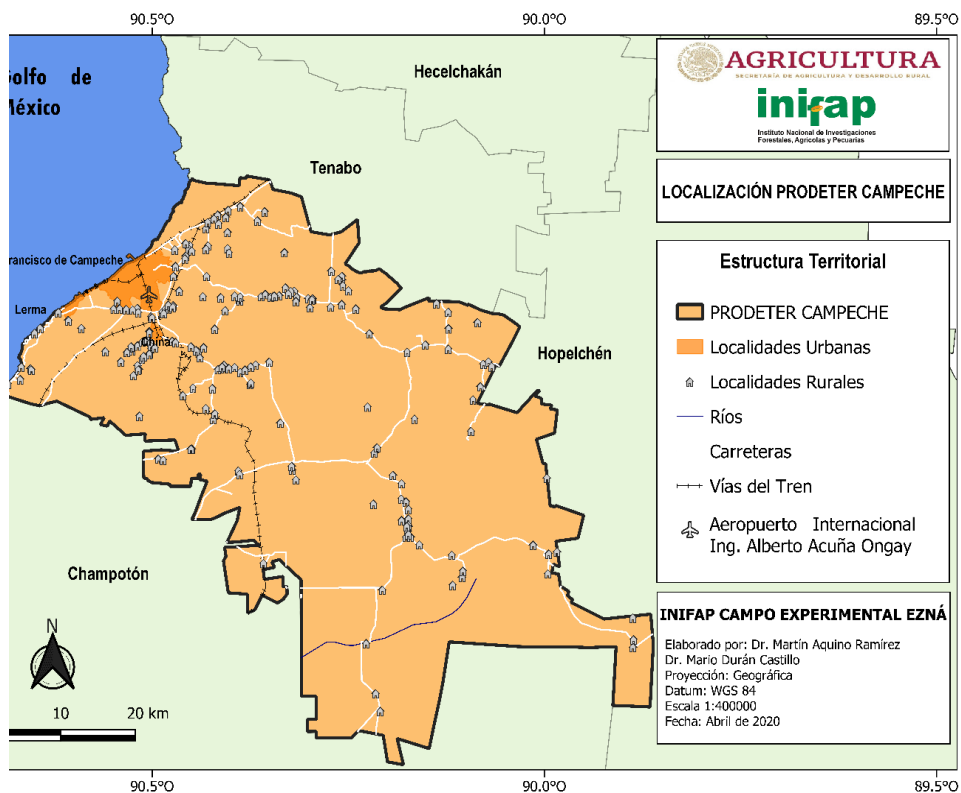 90.5°O 90.0°O 89.5°O
Golfo de
México
Hecelchakán
Tenabo
Francisco de Campeche
Lerma
Chiná
Hopelchén
Champotón
N
10 20 km
AGRICULTURA
SECRETARÍA DE AGRICULTURA Y DESARROLLO RURAL
inifap
Instituto Nacional de Investigaciones
Forestales, Agrícolas y Pecuarias
LOCALIZACIÓN PRODETER CAMPECHE
Estructura Territorial
PRODETER CAMPECHE
Localidades Urbanas
Localidades Rurales
Ríos
Carreteras
Vías del Tren
Aeropuerto Internacional
Ing. Alberto Acuña Ongay
INIFAP CAMPO EXPERIMENTAL EZNÁ
Elaborado por: Dr. Martín Aquino Ramírez
Dr. Mario Durán Castillo
Proyección: Geográfica
Datum: WGS 84
Escala 1:400000
Fecha: Abril de 2020
90.5°O 90.0°O 89.5°O